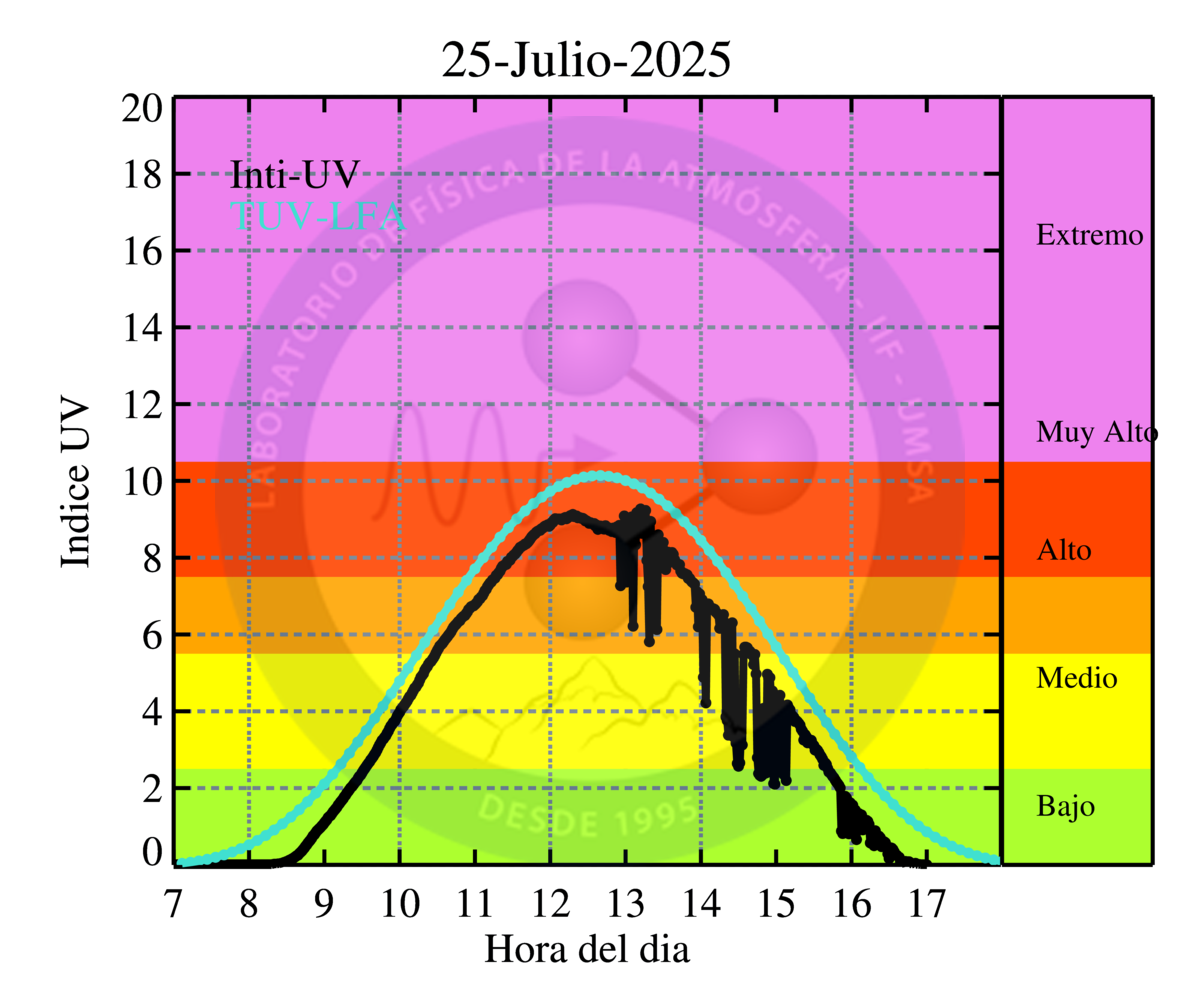 25-Julio-2025
20
18
16
14
12
10
8
6
4
2
0
Indice UV
Inti-UV
TUV-LFA
LABORATORIO DE FÍSICA DE LA ATMÓSFERA - IIF - UMSA
DESDE 1995
Extremo
Muy Alto
Alto
Medio
Bajo
7 8 9 10 11 12 13 14 15 16 17
Hora del dia